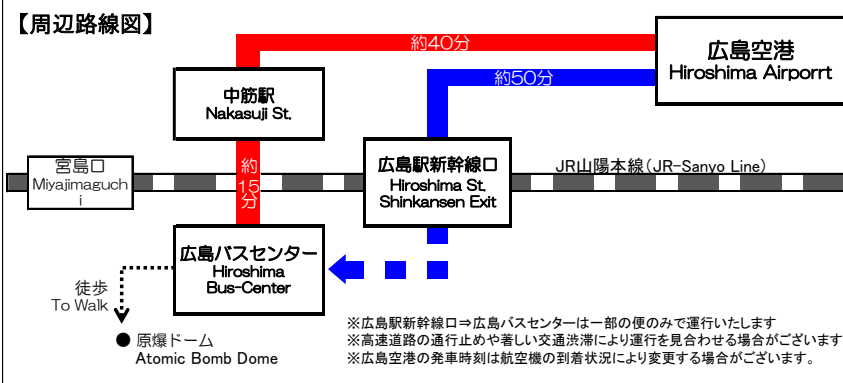 【周辺路線図】
約40分
広島空港
Hiroshima Airporrt
約50分
中筋駅
Nakasuji St.
宮島口
Miyajimaguch
i
約
15
分
広島駅新幹線口
Hiroshima St.
Shinkansen Exit
JR山陽本線(JR-Sanyo Line)
広島バスセンター
Hiroshima
Bus-Center
徒歩
To Walk
● 原爆ドーム
Atomic Bomb Dome
※広島駅新幹線口⇒広島バスセンターは一部の便のみで運行いたします
※高速道路の通行止めや著しい交通渋滞により運行を見合わせる場合がございます
※広島空港の発車時刻は航空機の到着状況により変更する場合がございます。